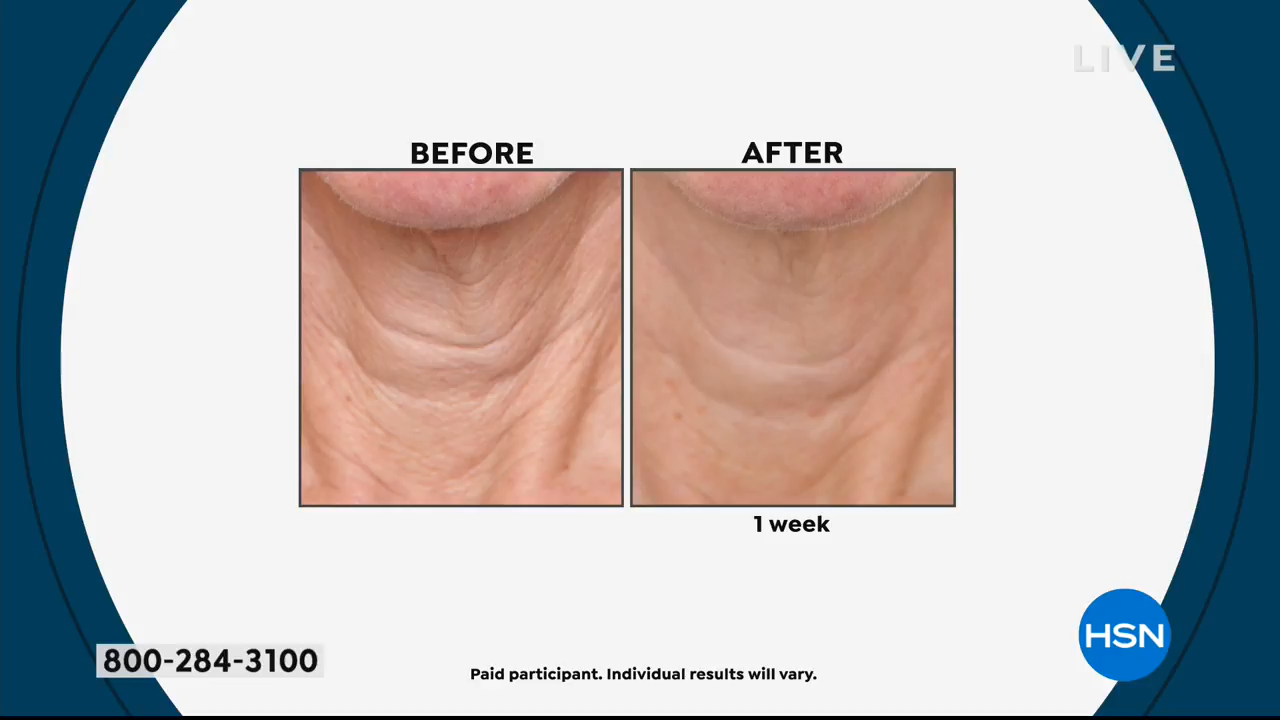 LIVE
BEFORE
AFTER
1 week
HSN
800-284-3100
Paid participant. Individual results will vary.